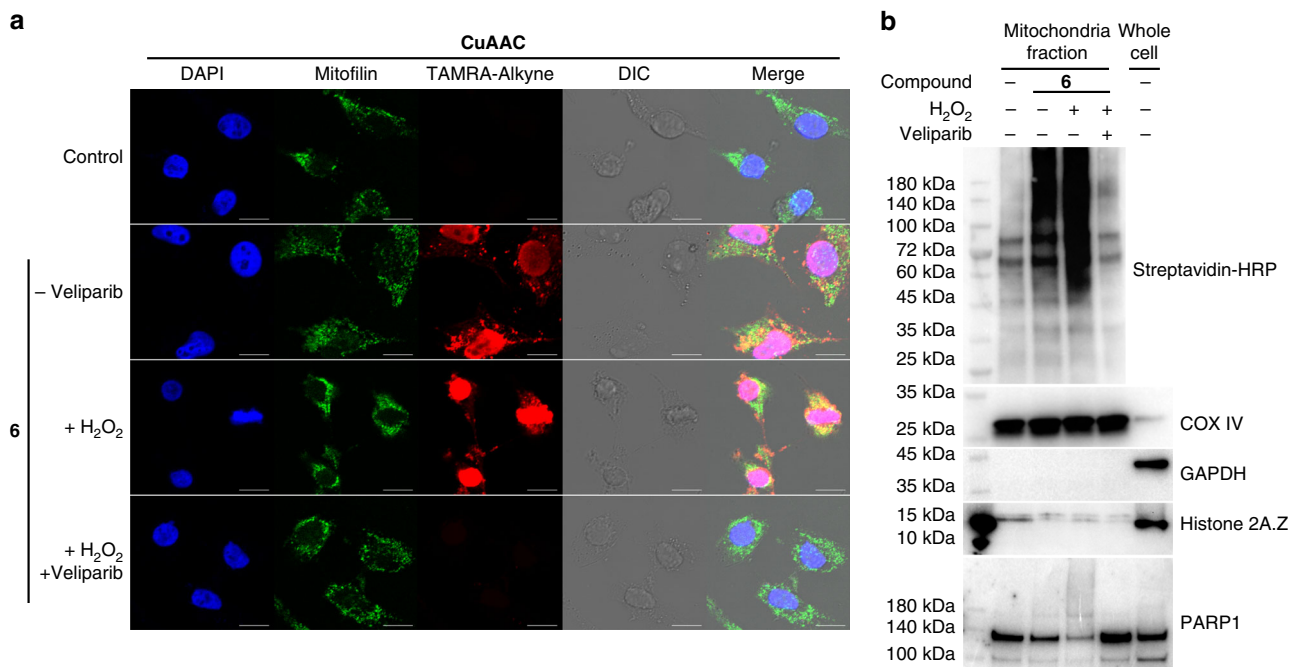 a
CuAAC
DAPI Mitofilin TAMRA-Alkyne DIC Merge
Control
– Veliparib
6
+ H₂O₂
+ H₂O₂
+Veliparib
b
Mitochondria fraction
Whole cell
Compound – 6 –
H₂O₂ – – + + –
Veliparib – – – + –
180 kDa
140 kDa
100 kDa
72 kDa
60 kDa
45 kDa
35 kDa
25 kDa
Streptavidin-HRP
35 kDa
25 kDa
COX IV
45 kDa
35 kDa
GAPDH
15 kDa
10 kDa
Histone 2A.Z
180 kDa
140 kDa
100 kDa
PARP1